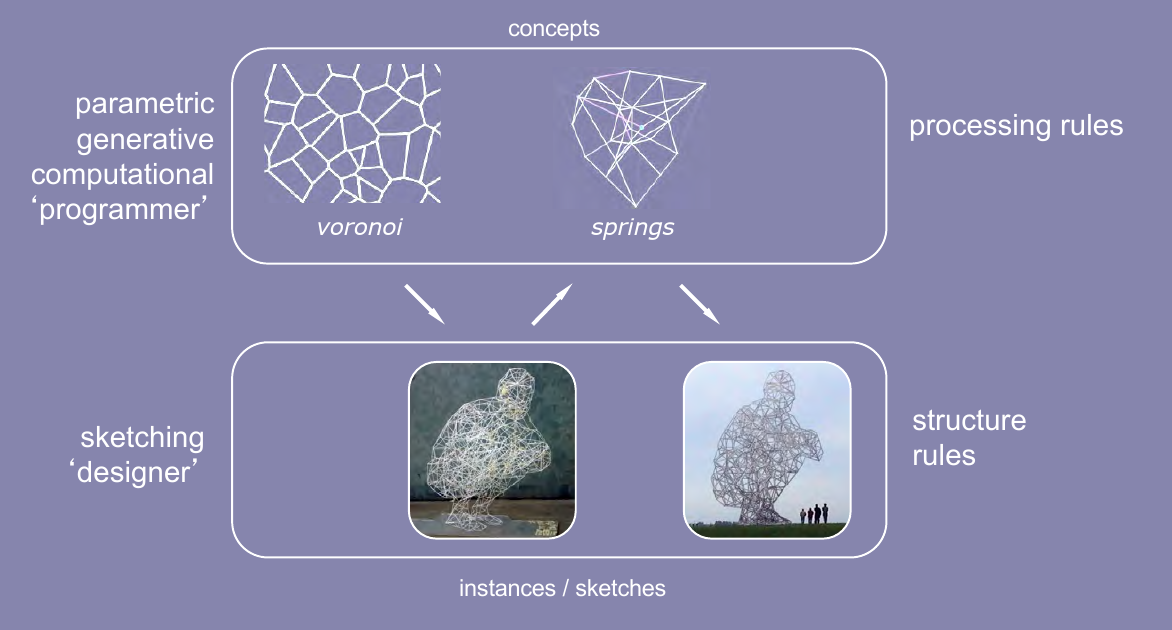 concepts
parametric
generative
computational
‘programmer’
processing rules
voronoi
springs
sketching
‘designer’
structure
rules
instances / sketches